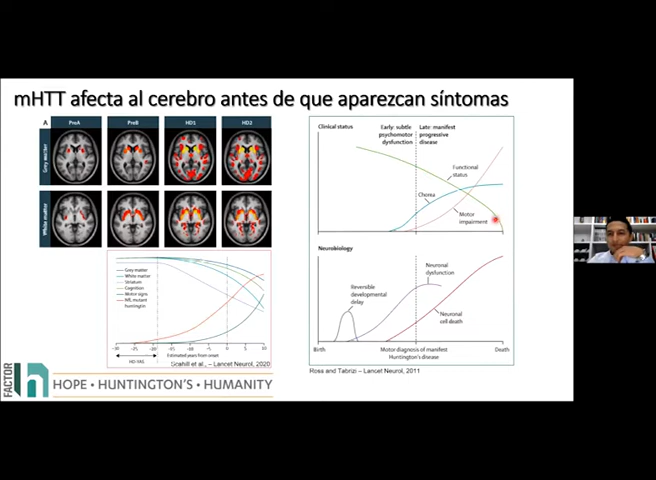 mHTT afecta al cerebro antes de que aparezcan síntomas
A
PreA
PreB
HD1
HD2
Grey matter
White matter
Grey matter
White matter
Striatum
Cognition
Motor signs
huntingtin
Estimated years from onset
Scahill et al., – Lancet Neurol, 2020
Clinical status
Early: subtle
psychomotor
dysfunction
Late: manifest
progressive
disease
Functional
status
Chorea
Motor
impairment
Neurobiology
Neuronal
dysfunction
Reversible
developmental
delay
Neuronal
cell death
Birth
Motor diagnosis of manifest
Huntington's disease
Death
Ross and Tabrizi – Lancet Neurol, 2011
FACTOR
h
HOPE • HUNTINGTON'S • HUMANITY